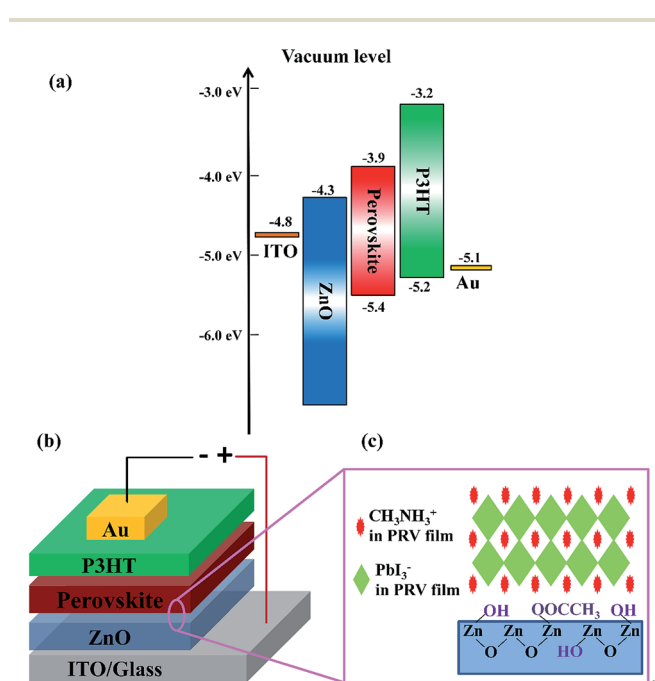 Vacuum level
(a)
-3.0 eV
-3.2
-3.9
-4.0 eV
-4.3
P3HT
Perovskite
-4.8
ITO
-5.0 eV
-5.1
Au
-5.2
-5.4
ZnO
-6.0 eV
(b)
- +
(c)
Au
P3HT
Perovskite
ZnO
ITO/Glass
CH₃NH₃⁺
in PRV film
PbI₃⁻
in PRV film
OH OOCCH₃ OH
Zn Zn Zn Zn Zn
O O HO O